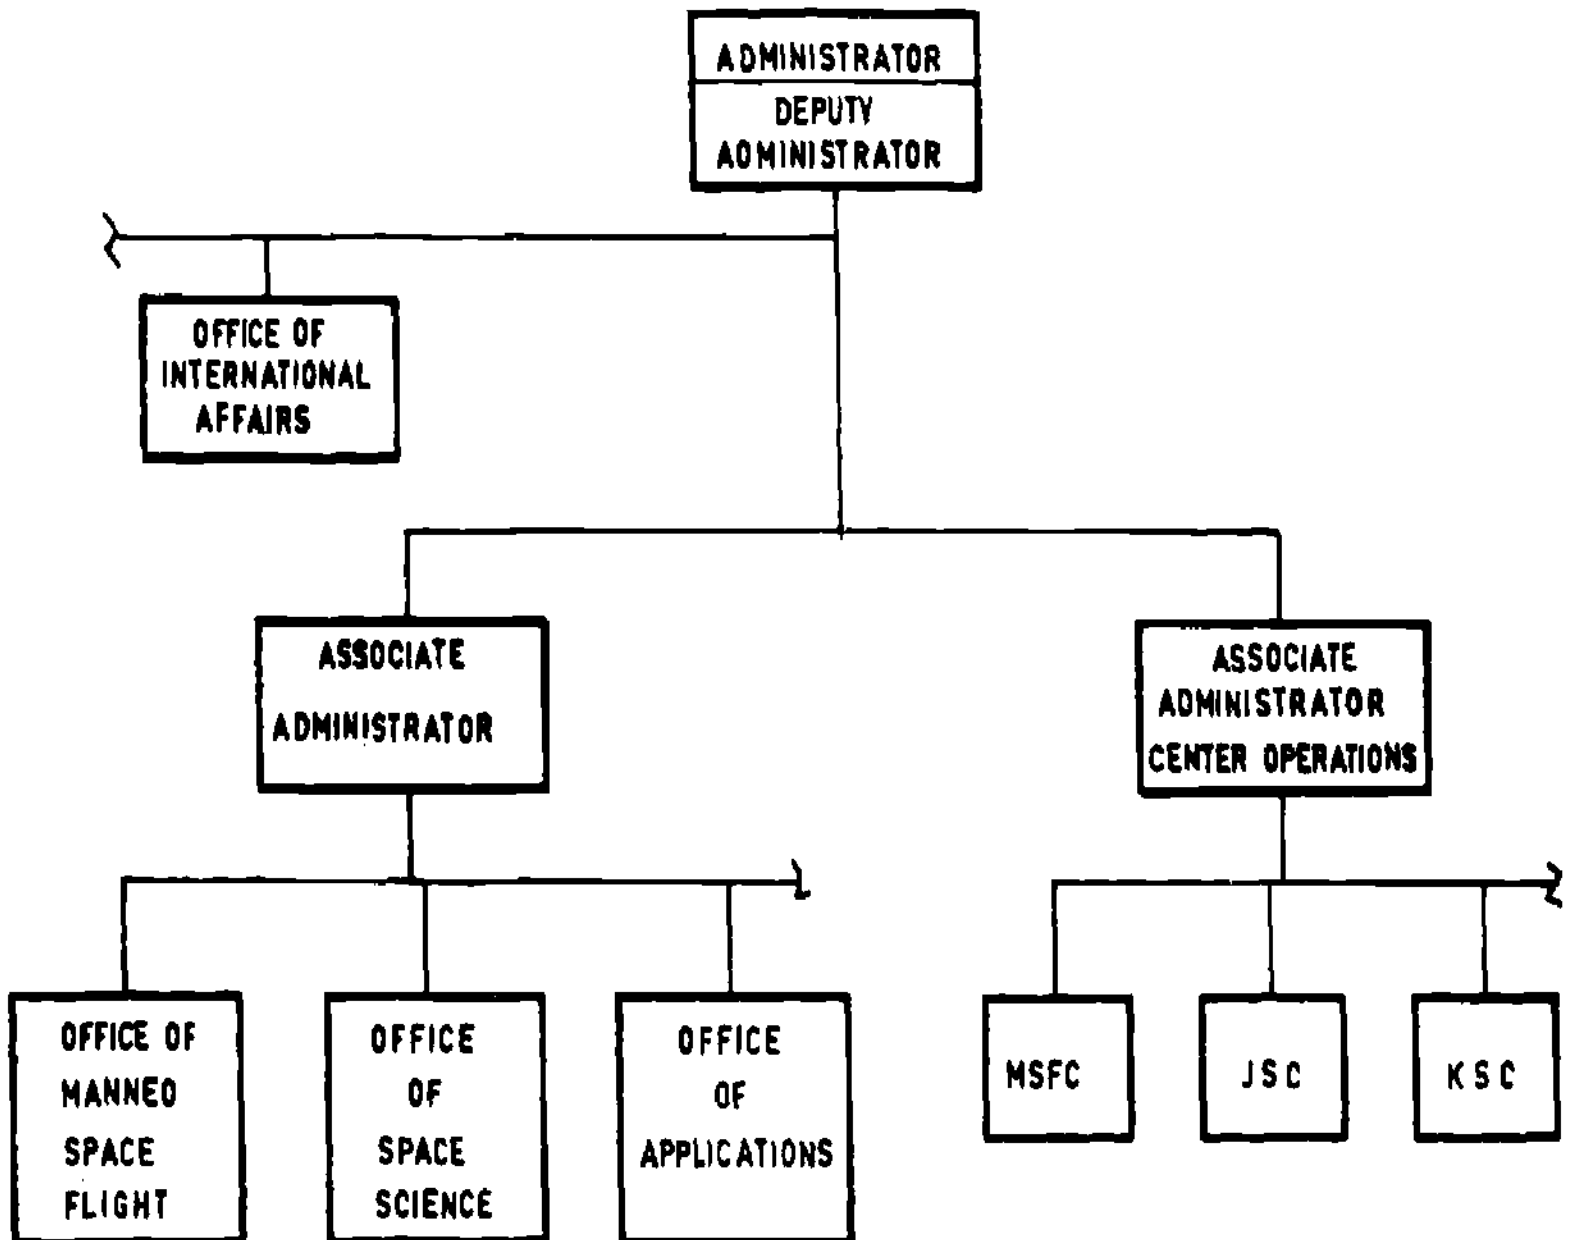 ADMINISTRATOR
DEPUTY
ADMINISTRATOR
OFFICE OF
INTERNATIONAL
AFFAIRS
ASSOCIATE
ADMINISTRATOR
ASSOCIATE
ADMINISTRATOR
CENTER OPERATIONS
OFFICE OF
MANNED
SPACE
FLIGHT
OFFICE
OF
SPACE
SCIENCE
OFFICE
OF
APPLICATIONS
MSFC
JSC
KSC